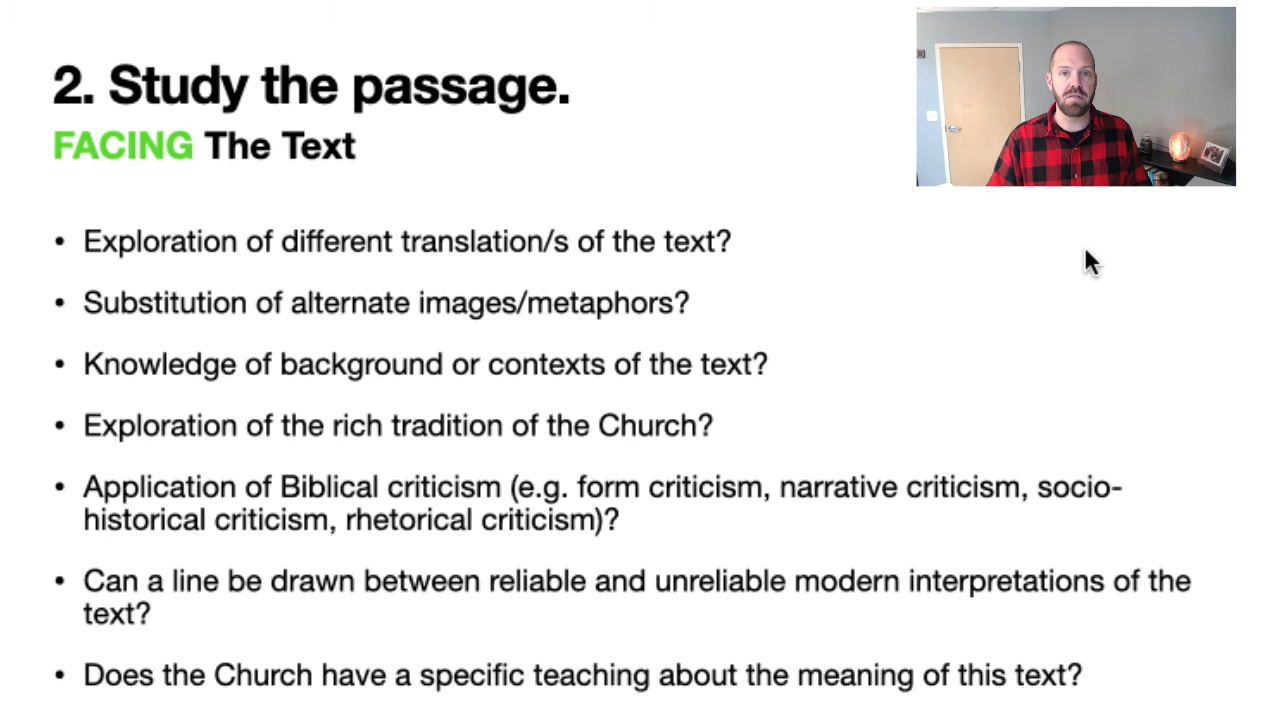 2. Study the passage.
FACING The Text
• Exploration of different translation/s of the text?
• Substitution of alternate images/metaphors?
• Knowledge of background or contexts of the text?
• Exploration of the rich tradition of the Church?
• Application of Biblical criticism (e.g. form criticism, narrative criticism, socio-
historical criticism, rhetorical criticism)?
• Can a line be drawn between reliable and unreliable modern interpretations of the
text?
• Does the Church have a specific teaching about the meaning of this text?